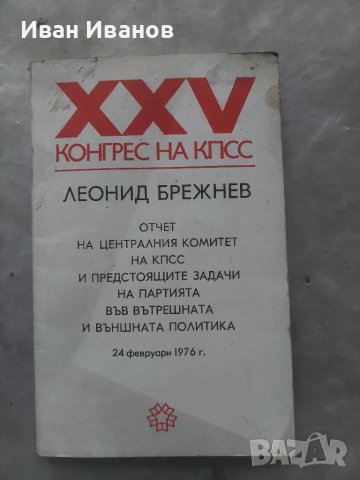 Иван Иванов
XXV
КОНГРЕС НА КПСС
ЛЕОНИД БРЕЖНЕВ
ОТЧЕТ
НА ЦЕНТРАЛНИЯ КОМИТЕТ
НА КПСС
И ПРЕДСТОЯЩИТЕ ЗАДАЧИ
НА ПАРТИЯТА
ВЪВ ВЪТРЕШНАТА
И ВЪНШНАТА ПОЛИТИКА
24 февруари 1976 г.
BAZAR